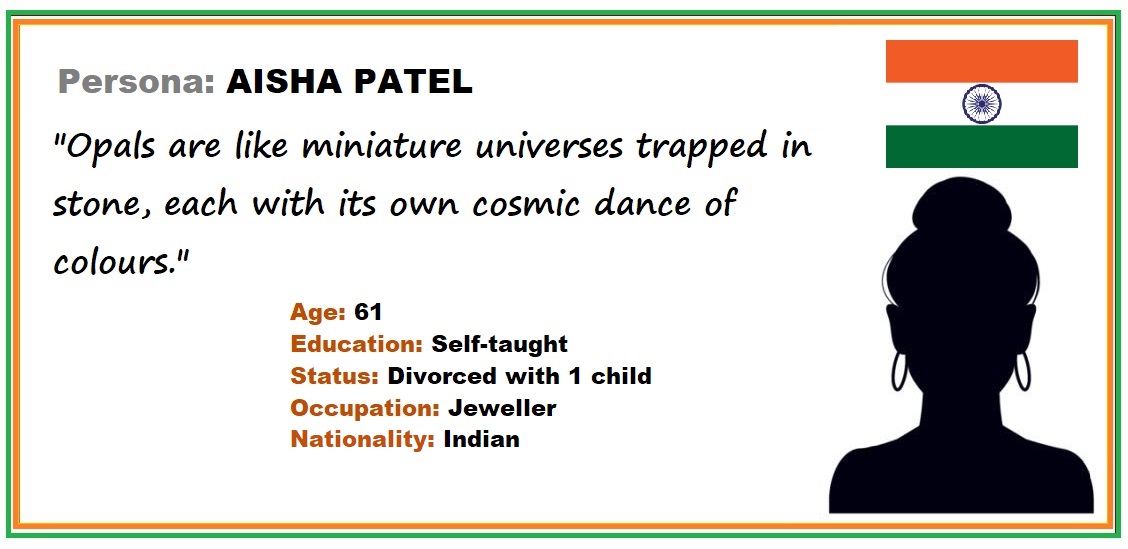 Persona: AISHA PATEL
"Opals are like miniature universes trapped in
stone, each with its own cosmic dance of
colours."
Age: 61
Education: Self-taught
Status: Divorced with 1 child
Occupation: Jeweller
Nationality: Indian